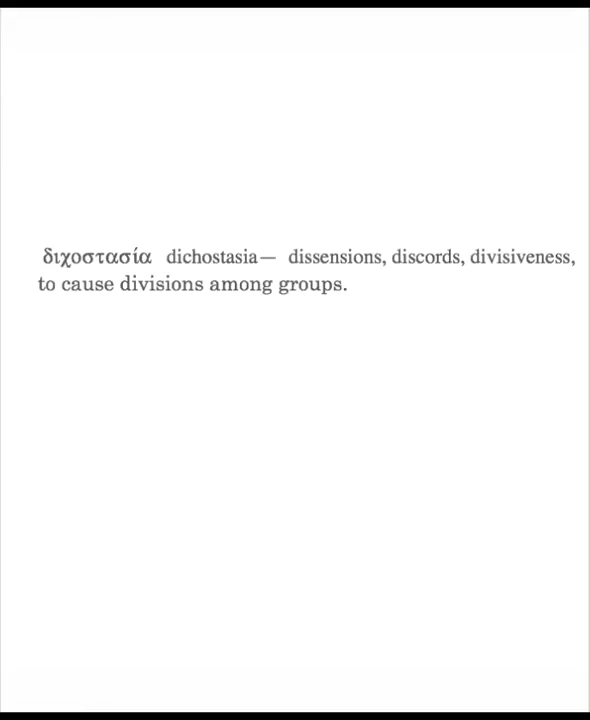 διχοστασία dichostasia— dissensions, discords, divisiveness,
to cause divisions among groups.